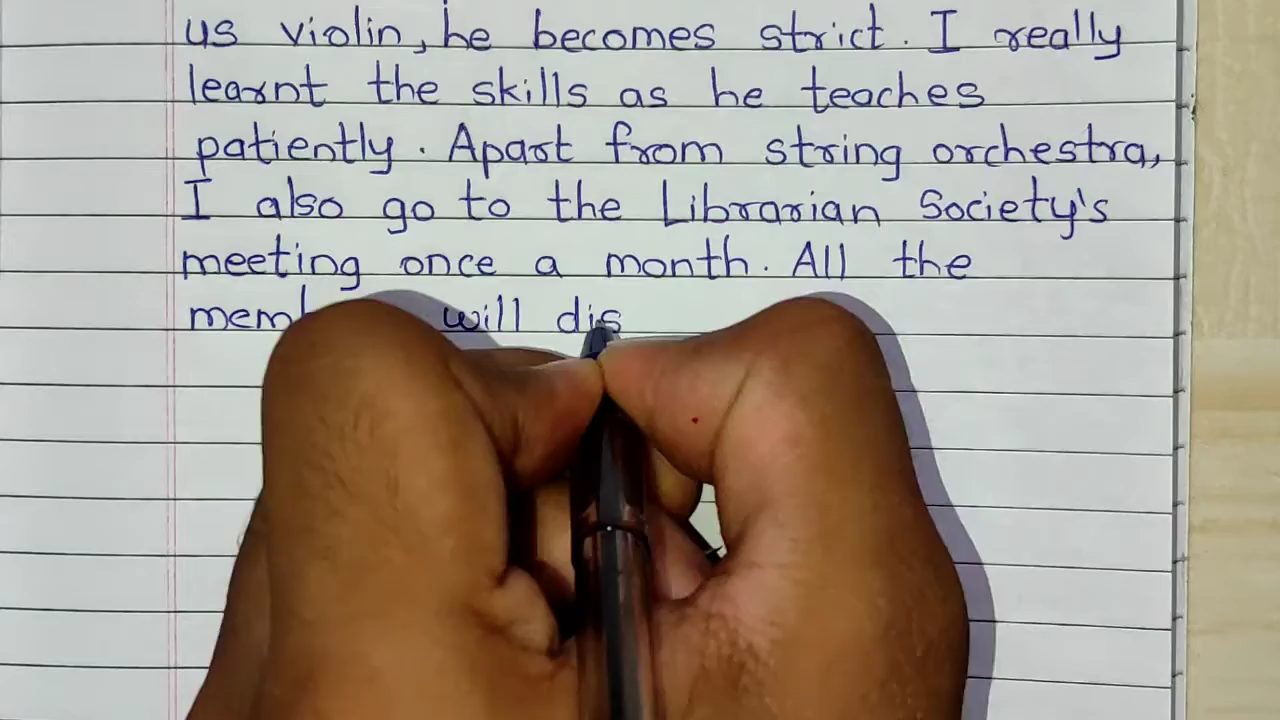 us violin, he becomes strict. I really
learnt the skills as he teaches
patiently. Apart from string orchestra,
I also go to the Librarian Society's
meeting once a month. All the
will dis